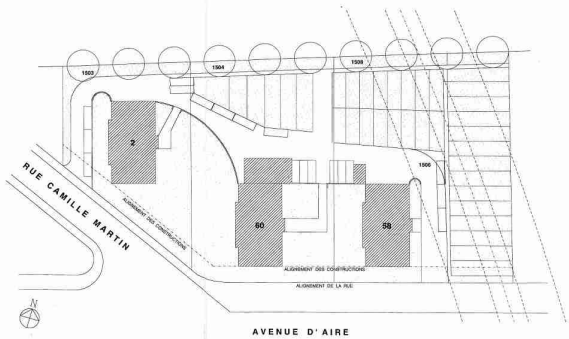 1503
1504
1505
2
1506
RUE CAMILLE MARTIN
ALIGNEMENT DES CONSTRUCTIONS
60
58
ALIGNEMENT DES CONSTRUCTIONS
ALIGNEMENT DE LA RUE
N
AVENUE D'AIRE